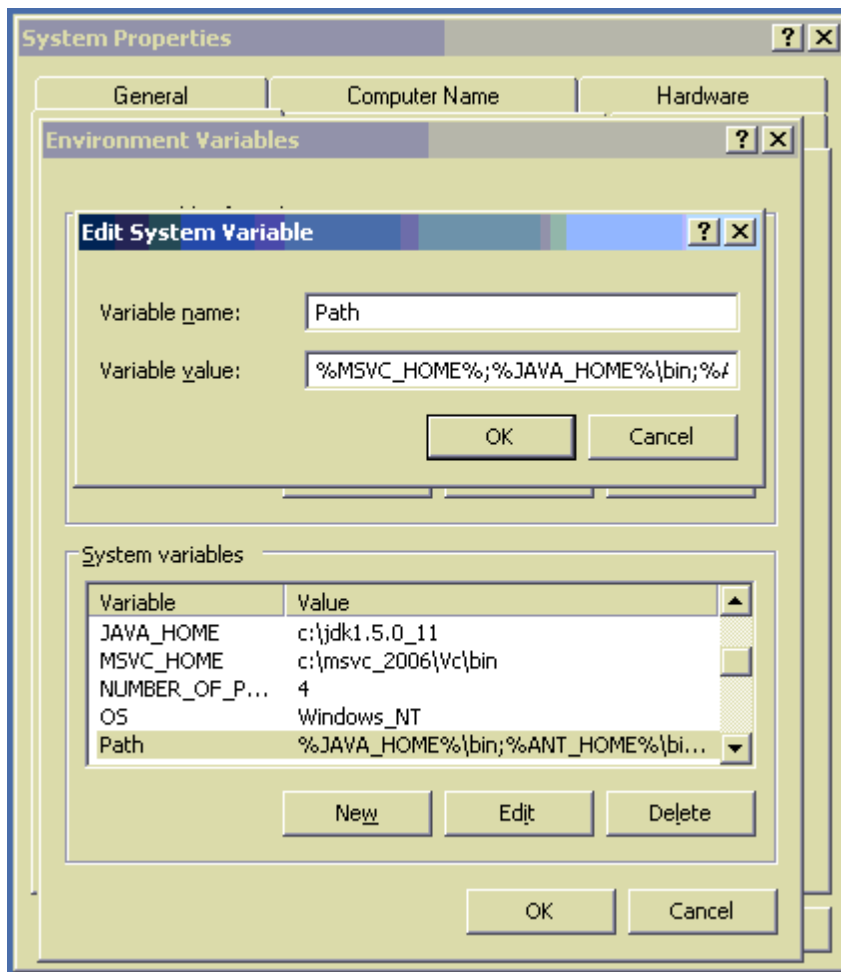 System Properties
General Computer Name Hardware
Environment Variables
Edit System Variable
Variable name: Path
Variable value: %MSVC_HOME%;%JAVA_HOME%\bin;%A
OK Cancel
System variables
Variable Value
JAVA_HOME c:\jdk1.5.0_11
MSVC_HOME c:\msvc_2006\Vc\bin
NUMBER_OF_P... 4
OS Windows_NT
Path %JAVA_HOME%\bin;%ANT_HOME%\bi...
New Edit Delete
OK Cancel